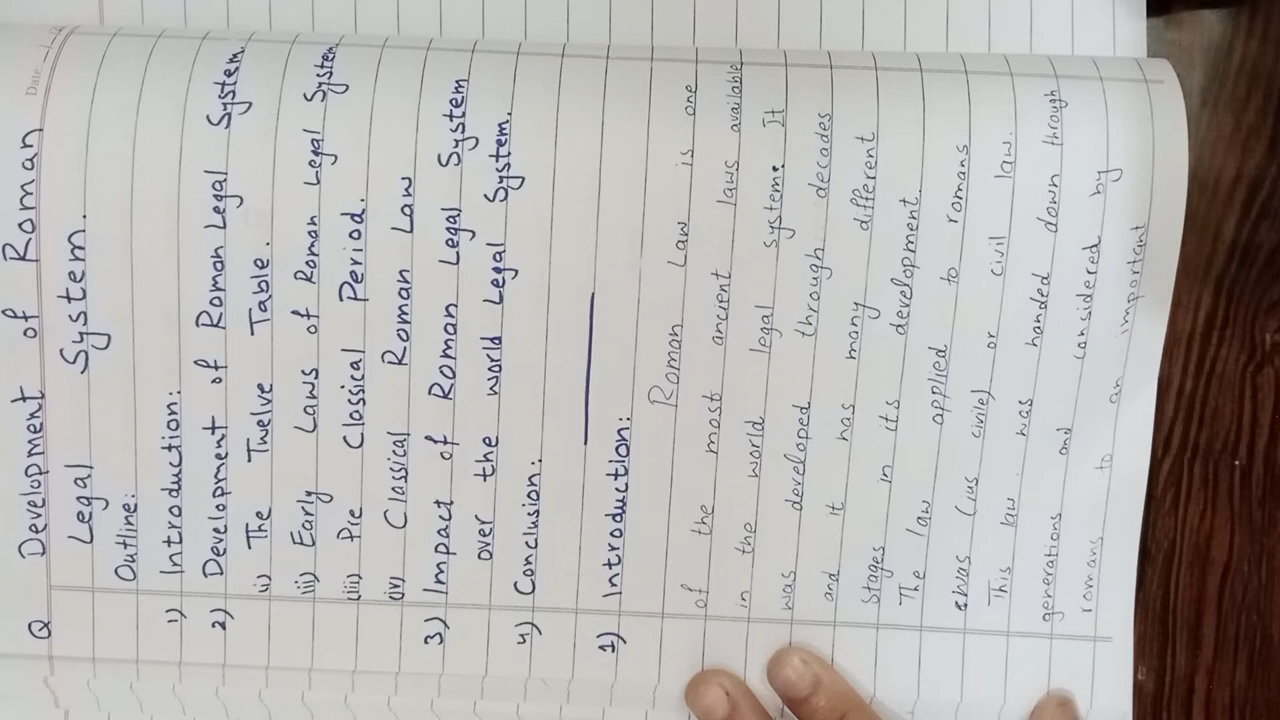 Date:
Q Development of Roman
Legal System.
Outline:
1) Introduction:
2) Development of Roman Legal System.
(i) The Twelve Table.
(ii) Early Laws of Roman Legal System
(iii) Pre Classical Period.
(iv) Classical Roman Law
3) Impact of Roman Legal System
over the world Legal System.
4) Conclusion:
1) Introduction:
Roman Law is one
of the most ancient laws available
in the world legal system. It
was developed through decades
and it has many different
stages in its development.
The law applied to romans
was (ius civile) or civil law.
This law was handed down through
generations and considered by
romans to an important